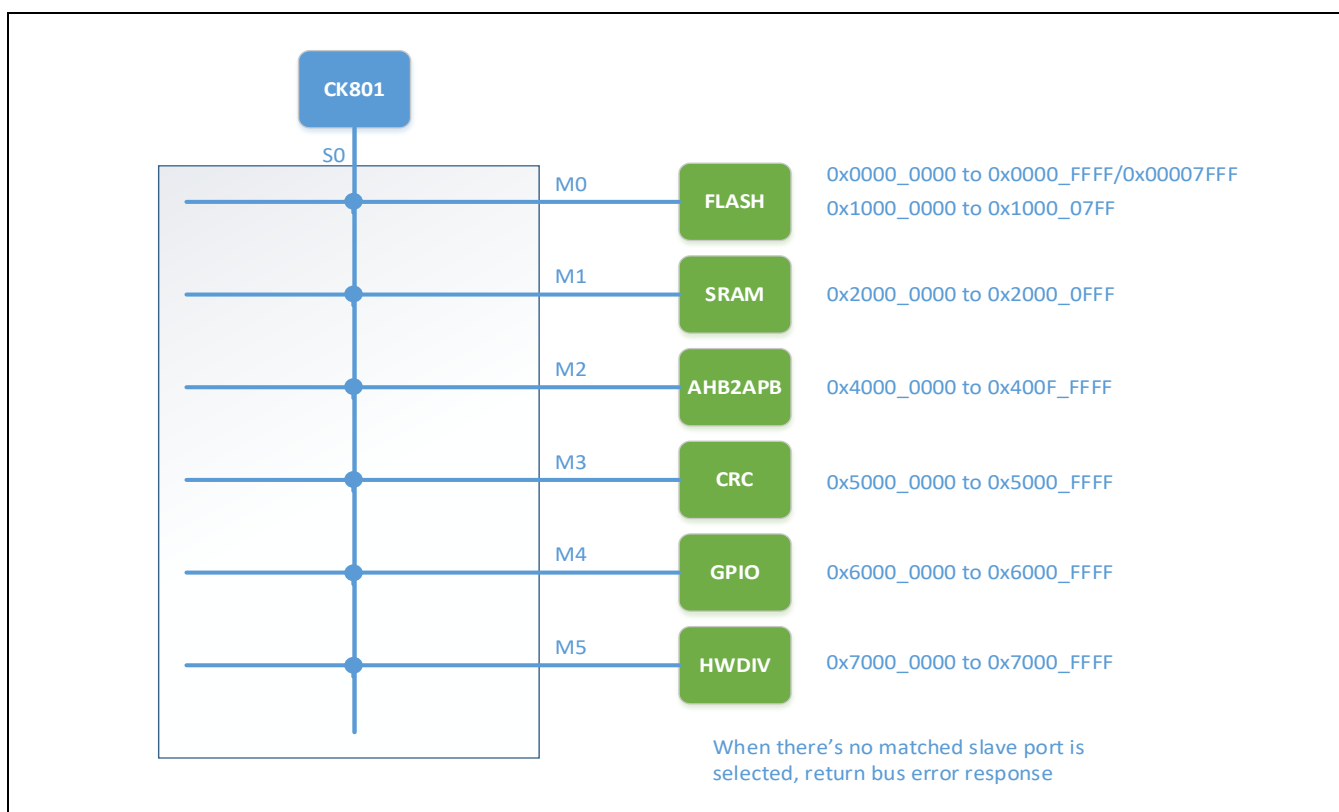 CK801
S0
M0
FLASH
0x0000_0000 to 0x0000_FFFF/0x00007FFF
0x1000_0000 to 0x1000_07FF
M1
SRAM
0x2000_0000 to 0x2000_0FFF
M2
AHB2APB
0x4000_0000 to 0x400F_FFFF
M3
CRC
0x5000_0000 to 0x5000_FFFF
M4
GPIO
0x6000_0000 to 0x6000_FFFF
M5
HWDIV
0x7000_0000 to 0x7000_FFFF
When there’s no matched slave port is
selected, return bus error response